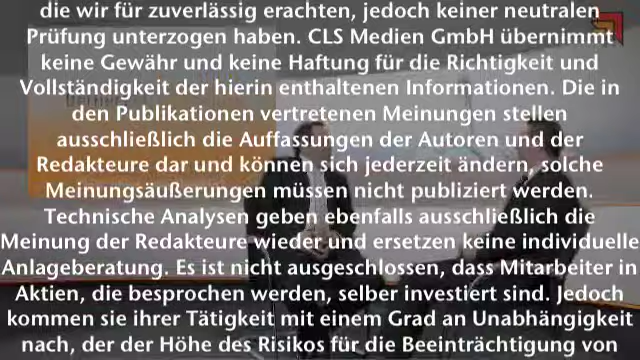 die wir für zuverlässig erachten, jedoch keiner neutralen
Prüfung unterzogen haben. CLS Medien GmbH übernimmt
keine Gewähr und keine Haftung für die Richtigkeit und
Vollständigkeit der hierin enthaltenen Informationen. Die in
den Publikationen vertretenen Meinungen stellen
ausschließlich die Auffassungen der Autoren und der
Redakteure dar und können sich jederzeit ändern, solche
Meinungsäußerungen müssen nicht publiziert werden.
Technische Analysen geben ebenfalls ausschließlich die
Meinung der Redakteure wieder und ersetzen keine individuelle
Anlageberatung. Es ist nicht ausgeschlossen, dass Mitarbeiter in
Aktien, die besprochen werden, selber investiert sind. Jedoch
kommen sie ihrer Tätigkeit mit einem Grad an Unabhängigkeit
nach, der der Höhe des Risikos für die Beeinträchtigung von